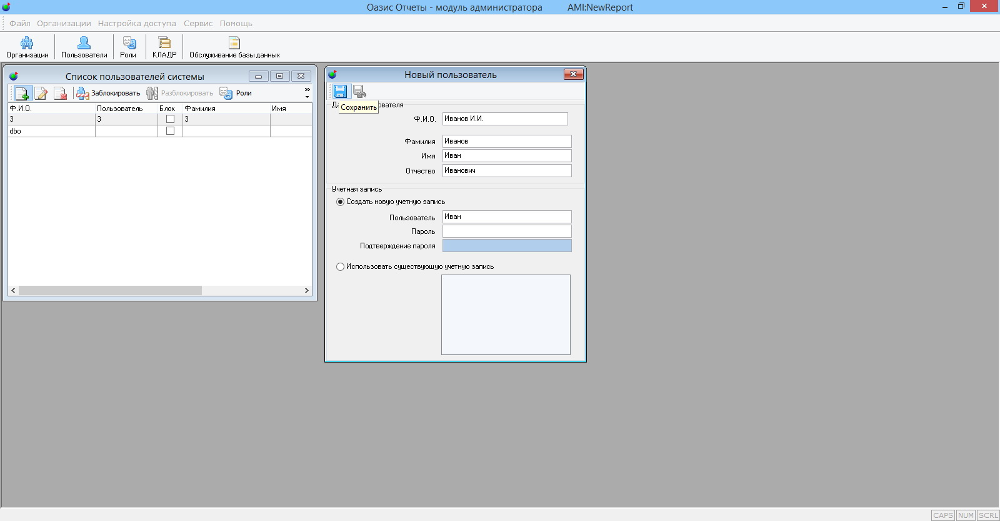 Оазис Отчеты - модуль администратора AMI:NewReport
Файл Организации Настройка доступа Сервис Помощь
Организации Пользователи Роли КЛАДР Обслуживание базы данных
Список пользователей системы
Заблокировать Разблокировать Роли
Ф.И.О. Пользователь Блок Фамилия Имя
3 3 3
dbo
Новый пользователь
Сохранить
Ф.И.О. Иванов И.И.
Фамилия Иванов
Имя Иван
Отчество Иванович
Учетная запись
Создать новую учетную запись
Пользователь Иван
Пароль
Подтверждение пароля
Использовать существующую учетную запись
CAPS NUM SCRL